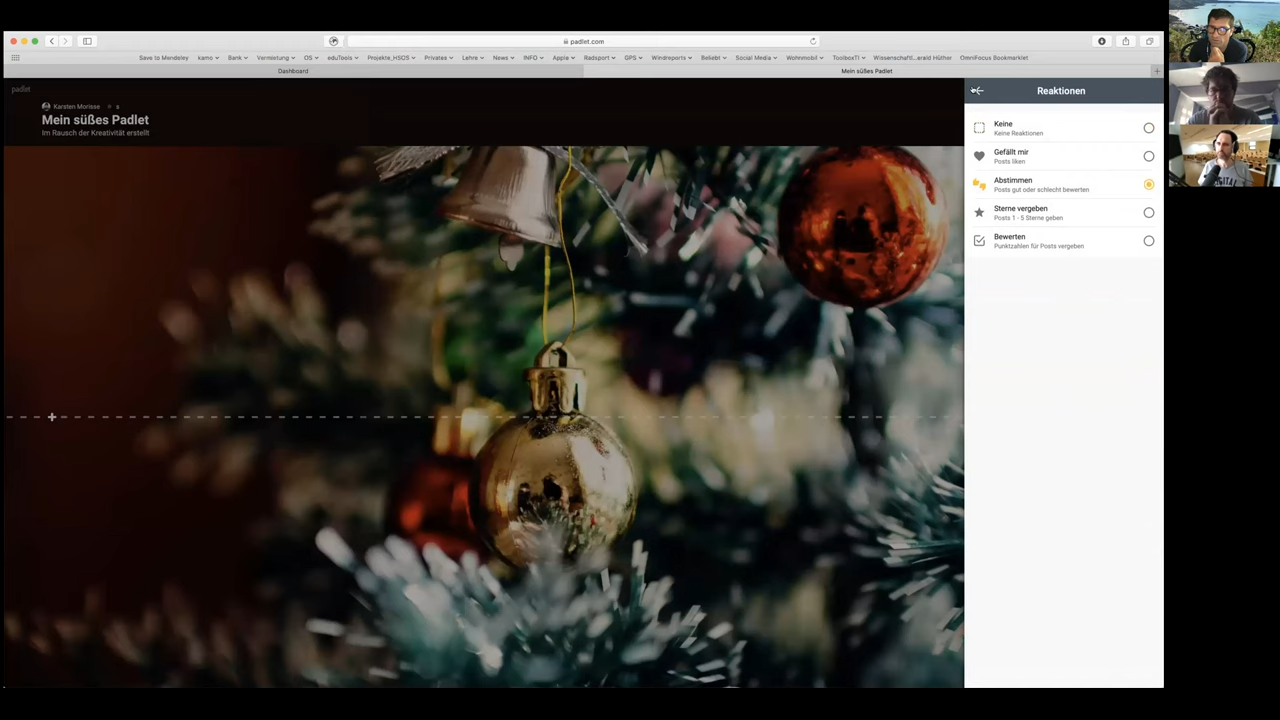 padlet.com
Save to Mendeley kamo Bank Vermietung OS eduTools Projekte_HSOS Privates Lehre News INFO Apple Radsport GPS Windreports Beliebt Social Media Wohnmobil ToolboxTI Wissenschaftl...erald Hüther OmniFocus Bookmarklet
Dashboard
Mein süßes Padlet
padlet
Karsten Morisse
Mein süßes Padlet
Im Rausch der Kreativität erstellt
Reaktionen
Keine
Keine Reaktionen
Gefällt mir
Posts liken
Abstimmen
Posts gut oder schlecht bewerten
Sterne vergeben
Posts 1 - 5 Sterne geben
Bewerten
Punktzahlen für Posts vergeben